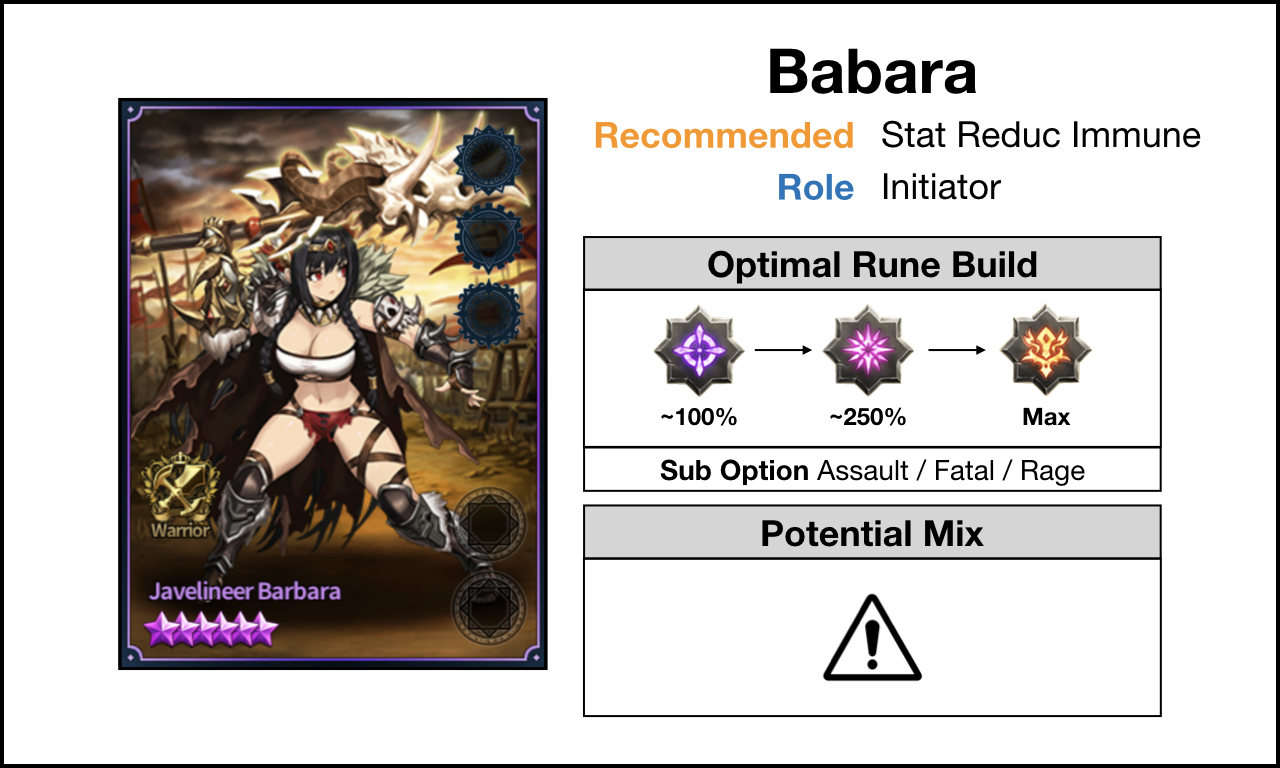 Babara
Recommended Stat Reduc Immune
Role Initiator
Optimal Rune Build
~100% ~250% Max
Sub Option Assault / Fatal / Rage
Potential Mix
Warrior
Javelineer Barbara